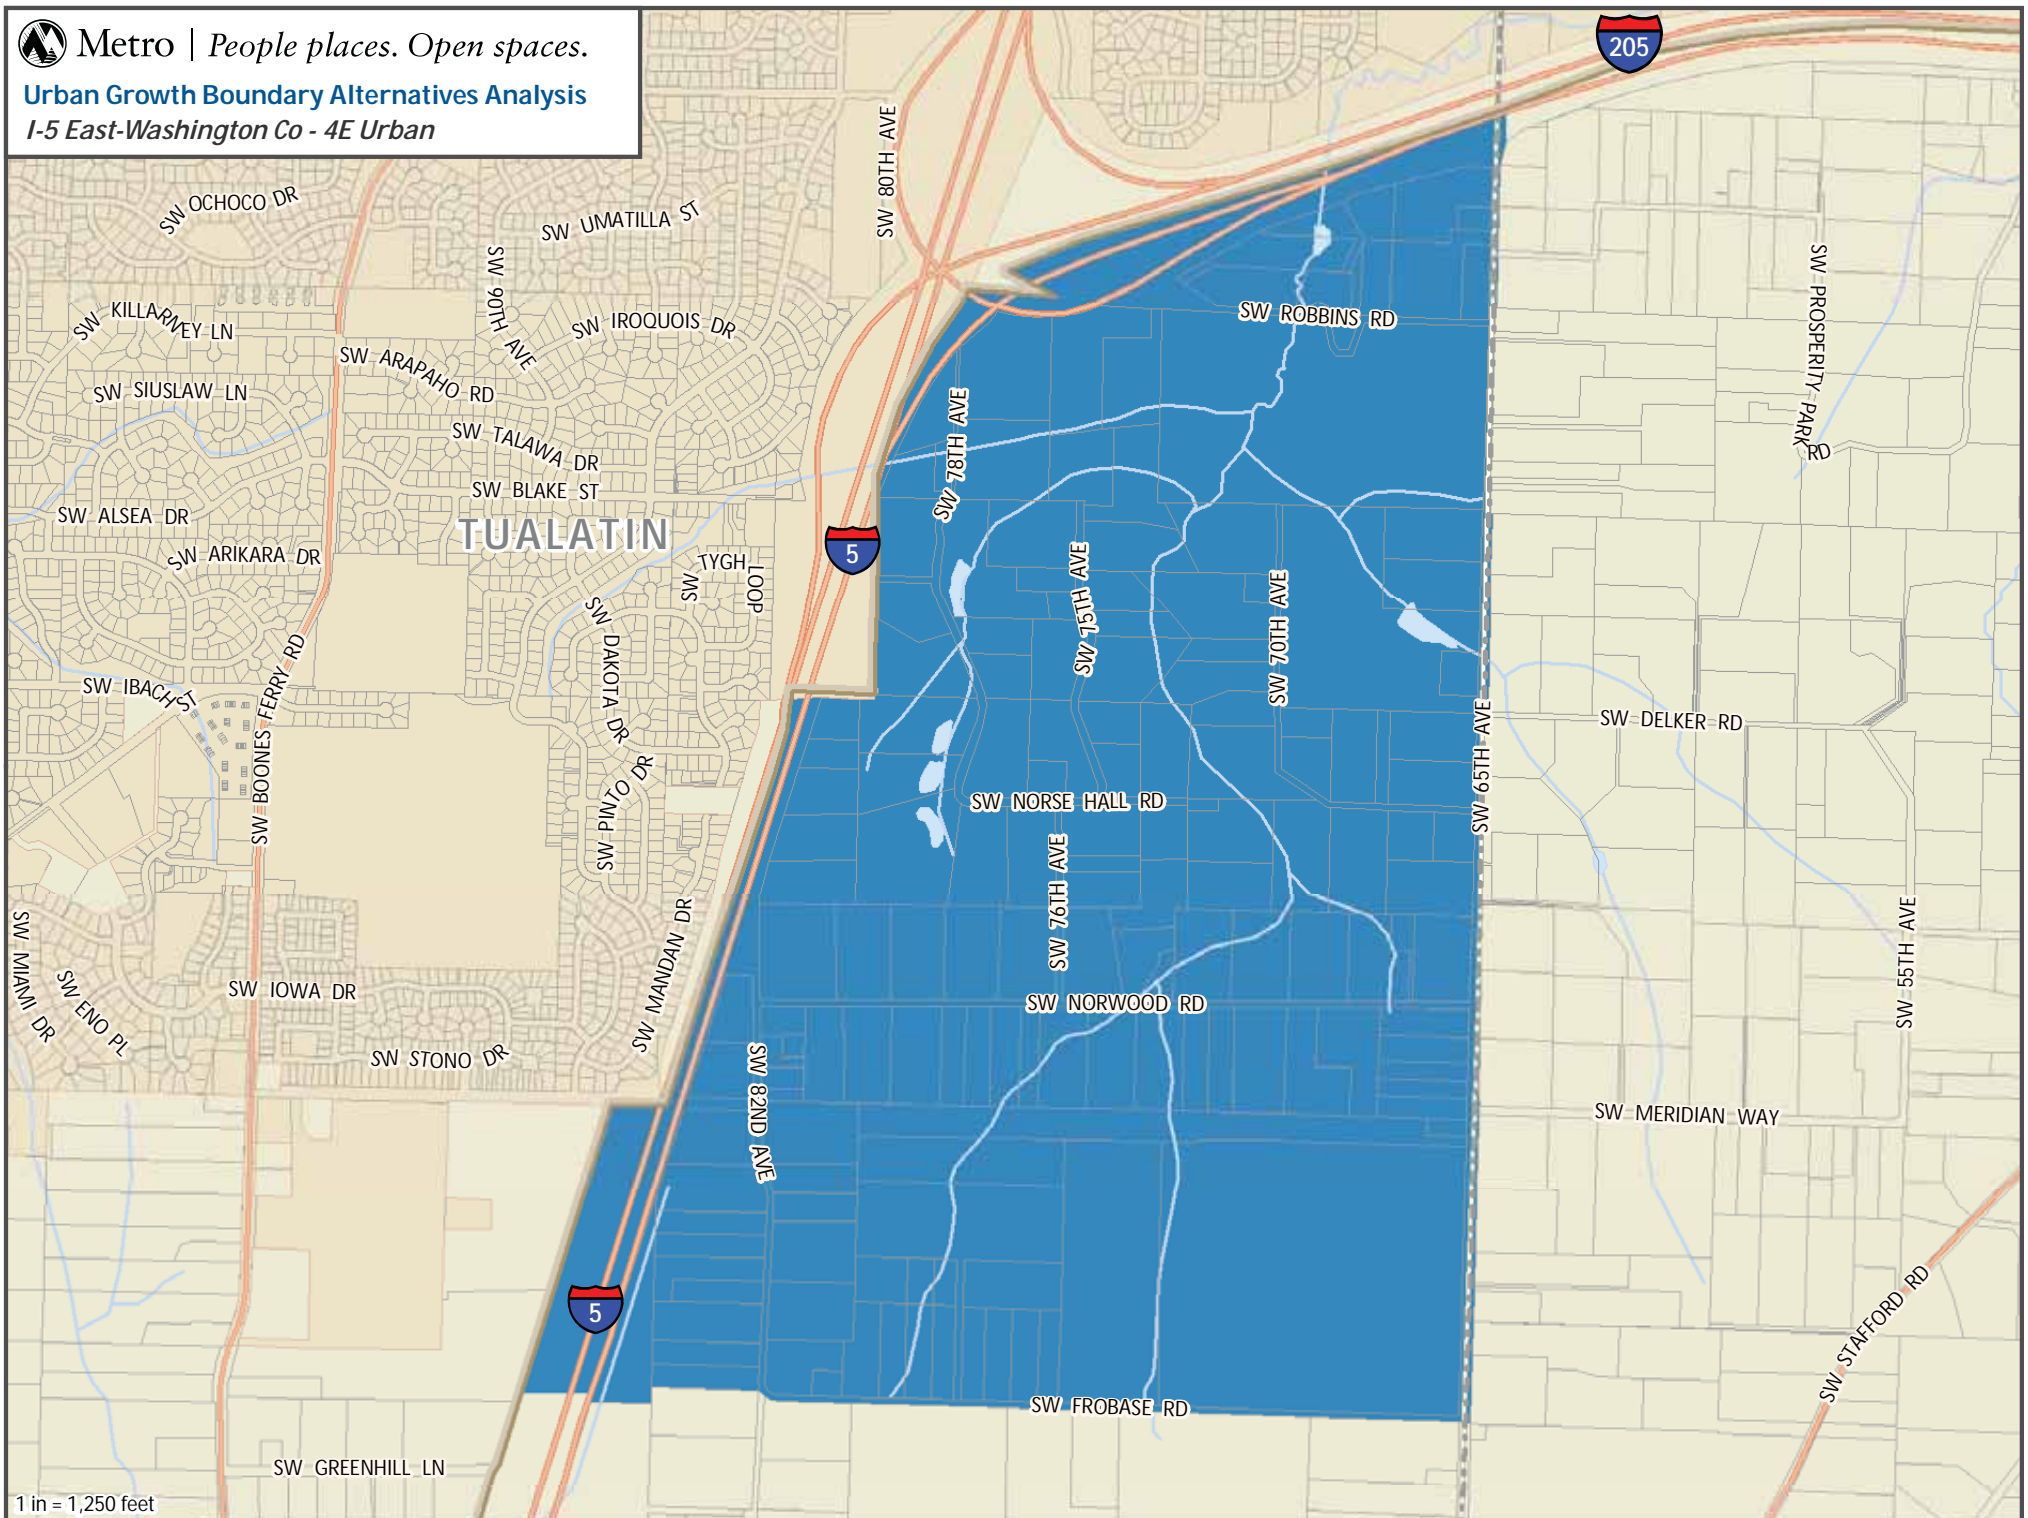 Metro | People places. Open spaces.
Urban Growth Boundary Alternatives Analysis
I-5 East-Washington Co - 4E Urban
205
SW 80TH AVE
SW OCHOCO DR
SW UMATILLA ST
SW 90TH AVE
SW KILLARNEY LN
SW IROQUOIS DR
SW ROBBINS RD
SW PROSPERITY PARK RD
SW ARAPAHO RD
SW SIUSLAW LN
SW 78TH AVE
SW TALAWA DR
SW BLAKE ST
SW ALSEA DR
TUALATIN
5
SW ARIKARA DR
SW TYGH LOOP
SW 75TH AVE
SW 70TH AVE
SW DAKOTA DR
SW IBACH ST
SW BOONES FERRY RD
SW DELKER RD
SW 65TH AVE
SW PINTO DR
SW NORSE HALL RD
SW 76TH AVE
SW MANDAN DR
SW 55TH AVE
SW MIAMI DR
SW ENO PL
SW IOWA DR
SW NORWOOD RD
SW STONO DR
SW 82ND AVE
SW MERIDIAN WAY
5
SW STAFFORD RD
SW FROBASE RD
SW GREENHILL LN
1 in = 1,250 feet